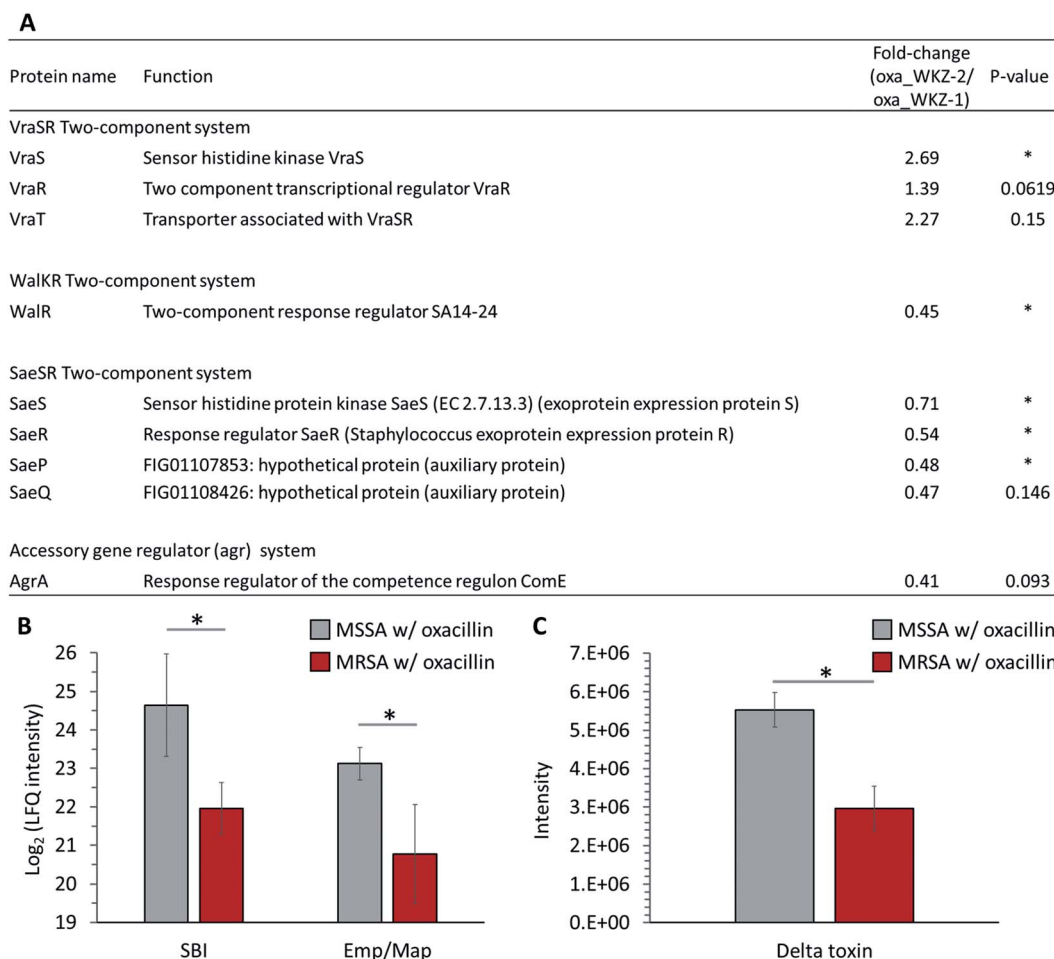 A
Protein name Function Fold-change (oxa_WKZ-2/ oxa_WKZ-1) P-value
VraSR Two-component system
VraS Sensor histidine kinase VraS 2.69 *
VraR Two component transcriptional regulator VraR 1.39 0.0619
VraT Transporter associated with VraSR 2.27 0.15
WalKR Two-component system
WalR Two-component response regulator SA14-24 0.45 *
SaeSR Two-component system
SaeS Sensor histidine protein kinase SaeS (EC 2.7.13.3) (exoprotein expression protein S) 0.71 *
SaeR Response regulator SaeR (Staphylococcus exoprotein expression protein R) 0.54 *
SaeP FIG01107853: hypothetical protein (auxiliary protein) 0.48 *
SaeQ FIG01108426: hypothetical protein (auxiliary protein) 0.47 0.146
Accessory gene regulator (agr) system
AgrA Response regulator of the competence regulon ComE 0.41 0.093
B
MSSA w/ oxacillin
MRSA w/ oxacillin
*
*
Log2 (LFQ intensity)
26
25
24
23
22
21
20
19
SBI Emp/Map
C
MSSA w/ oxacillin
MRSA w/ oxacillin
*
Intensity
7.E+06
6.E+06
5.E+06
4.E+06
3.E+06
2.E+06
1.E+06
0.E+00
Delta toxin